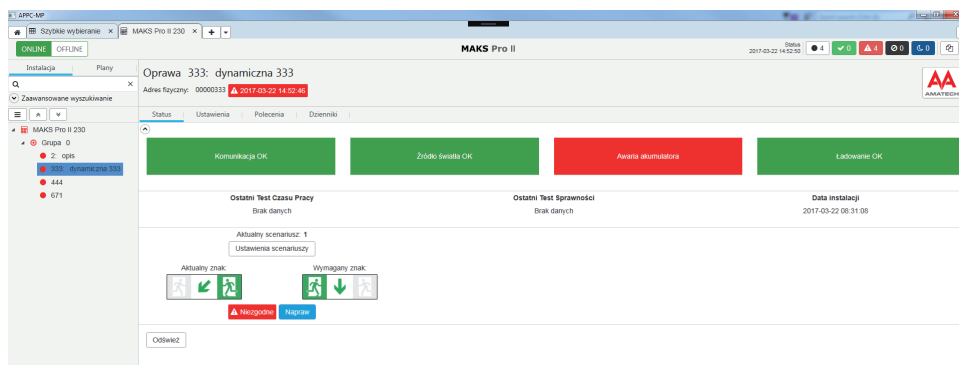 APPC-MP
Szybkie wybieranie × MAKS Pro II 230 × +
ONLINE OFFLINE MAKS Pro II Status 2017-03-22 14:52:50 4 0 4 0 0
Instalacja Plany
Zaawansowane wyszukiwanie
MAKS Pro II 230
Grupa 0
2: opis
333: dynamiczna 333
444
671
Oprawa 333: dynamiczna 333
Adres fizyczny: 00000333 2017-03-22 14:52:46
AMATECH
Status Ustawienia Polecenia Dzienniki
Komunikacja OK Źródło światła OK Awaria akumulatora Ładowanie OK
Ostatni Test Czasu Pracy Ostatni Test Sprawności Data instalacji
Brak danych Brak danych 2017-03-22 08:31:08
Aktualny scenariusz: 1
Ustawienia scenariuszy
Aktualny znak: Wymagany znak:
Niezgodne Napraw
Odśwież